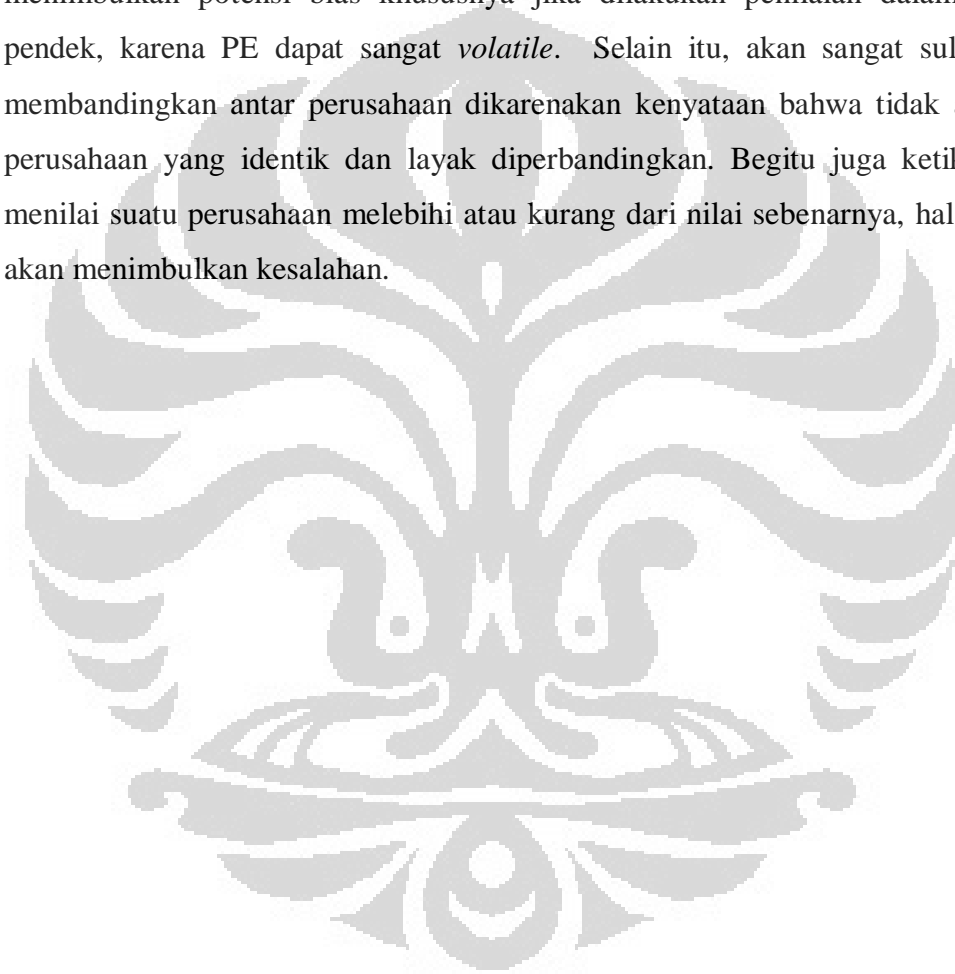 menimbulkan potensi bias khususnya jika dilakukan penilaian dalam
pendek, karena PE dapat sangat volatile. Selain itu, akan sangat sul
membandingkan antar perusahaan dikarenakan kenyataan bahwa tidak
perusahaan yang identik dan layak diperbandingkan. Begitu juga ketik
menilai suatu perusahaan melebihi atau kurang dari nilai sebenarnya, hal
akan menimbulkan kesalahan.